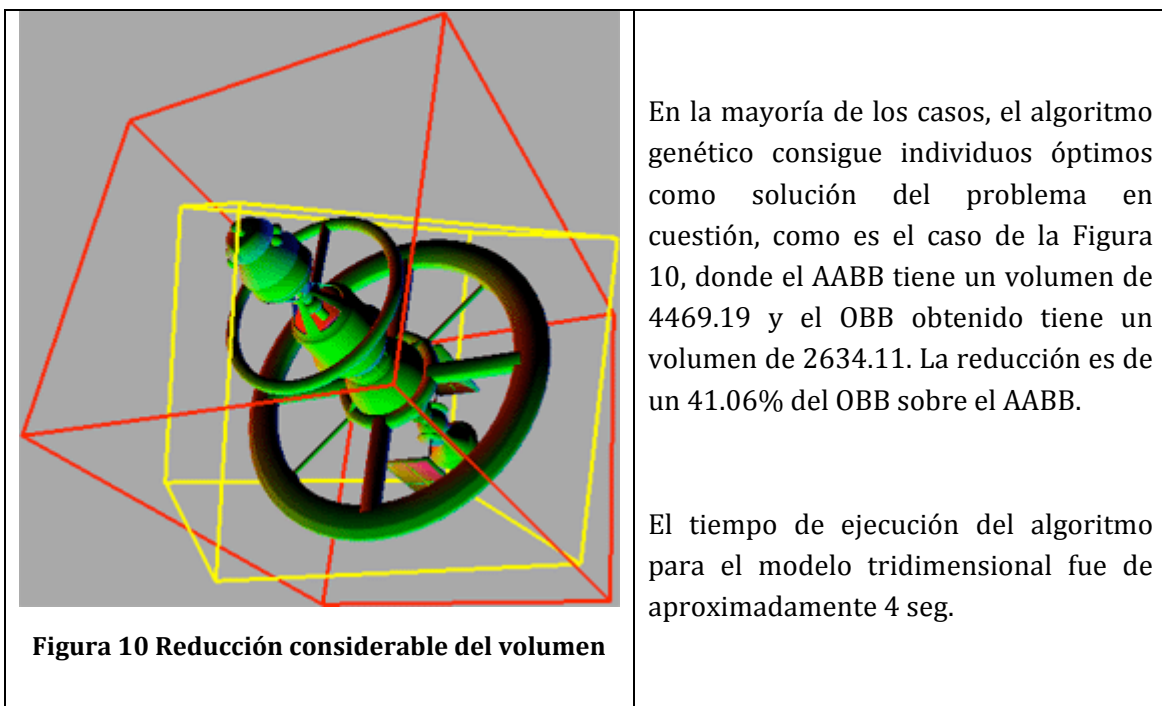 Figura 10 Reducción considerable del volumen
En la mayoría de los casos, el algoritmo
genético consigue individuos óptimos
como solución del problema en
cuestión, como es el caso de la Figura
10, donde el AABB tiene un volumen de
4469.19 y el OBB obtenido tiene un
volumen de 2634.11. La reducción es de
un 41.06% del OBB sobre el AABB.
El tiempo de ejecución del algoritmo
para el modelo tridimensional fue de
aproximadamente 4 seg.